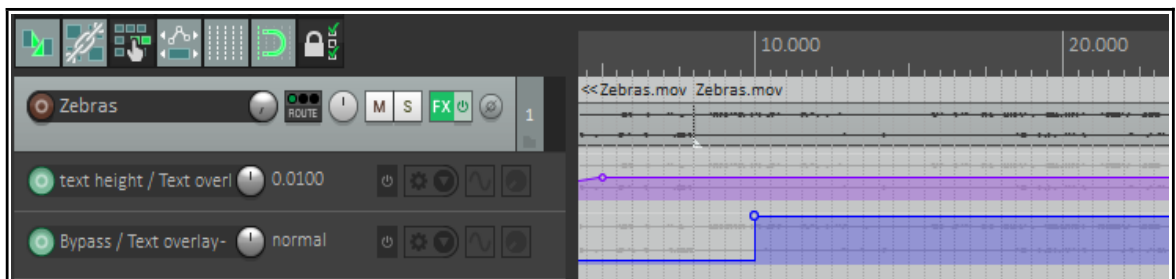 10.000 20.000
<<Zebras.mov Zebras.mov
Zebras ROUTE M S FX 1
text height / Text overl 0.0100
Bypass / Text overlay- normal